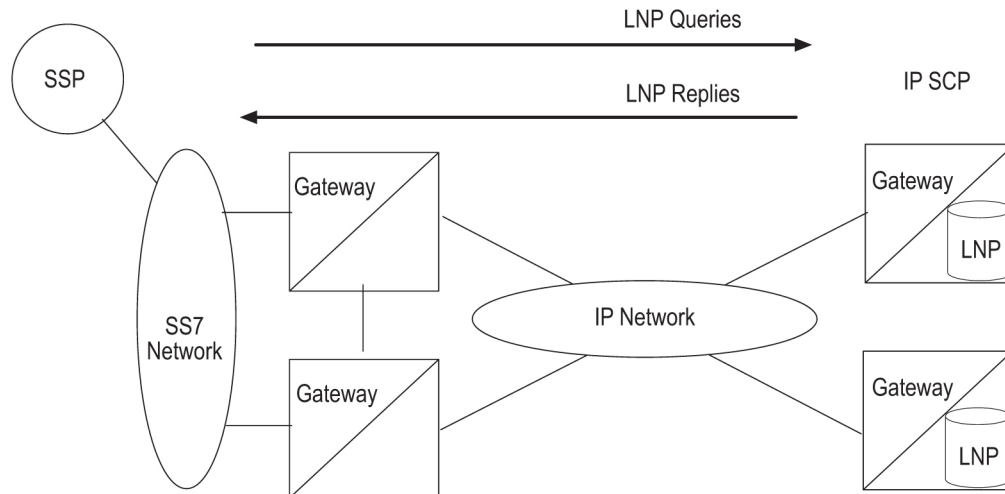 LNP Queries
SSP
LNP Replies
IP SCP
Gateway
Gateway
LNP
SS7
Network
IP Network
Gateway
Gateway
LNP